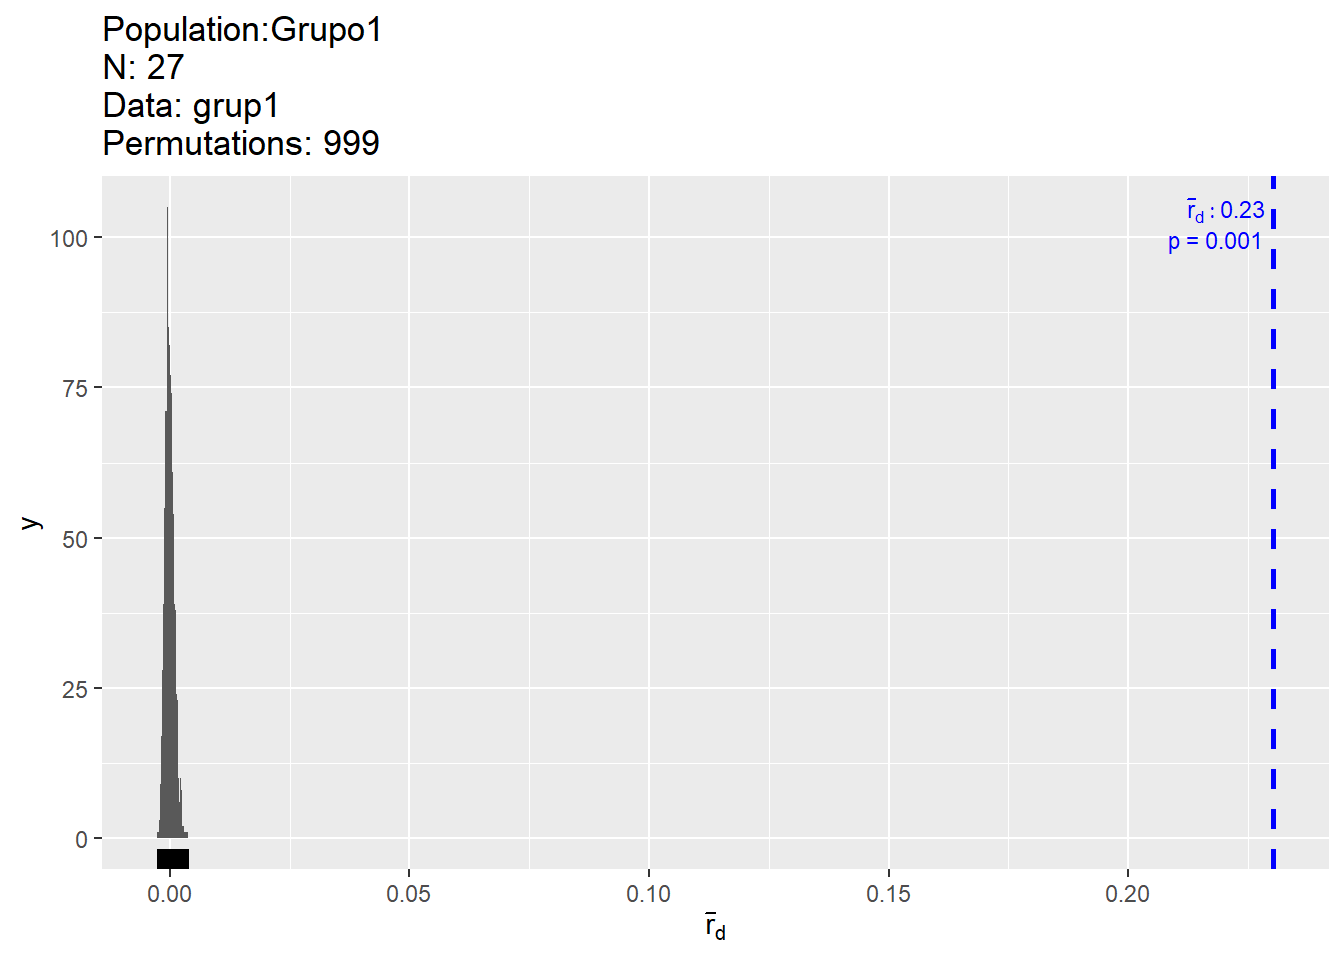 Population:Grupo1
N: 27
Data: grup1
Permutations: 999
r̄d : 0.23
p = 0.001
100
75
50
25
0
y
0.00 0.05 0.10 0.15 0.20
r̄d